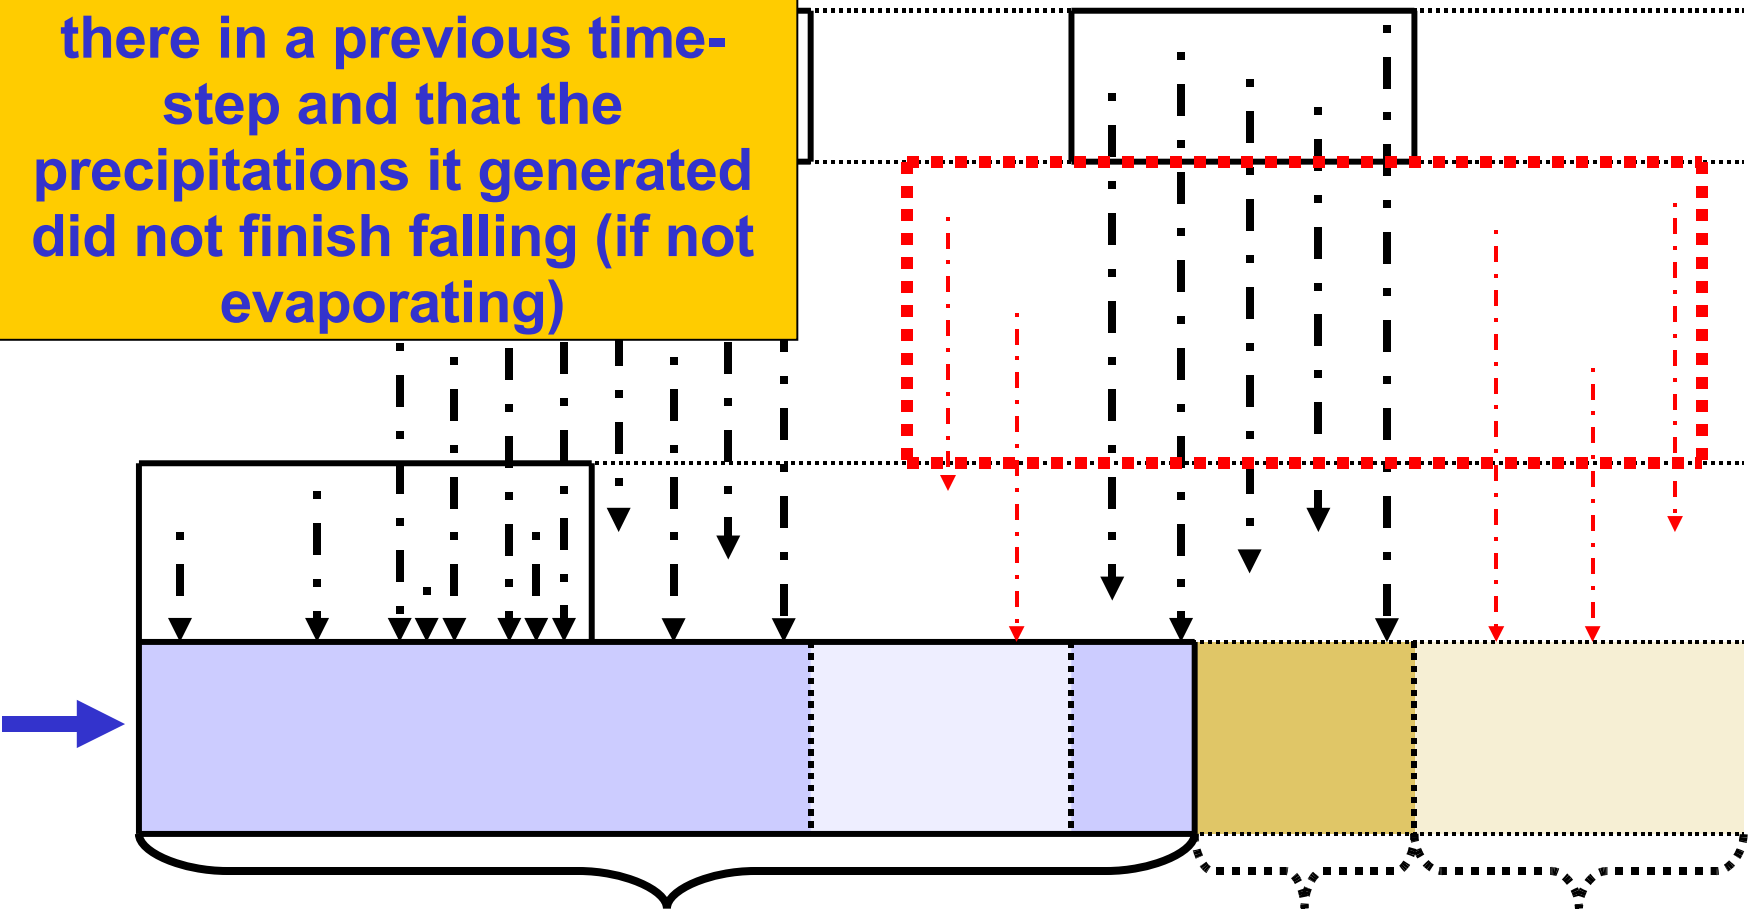 there in a previous time-
step and that the
precipitations it generated
did not finish falling (if not
evaporating)